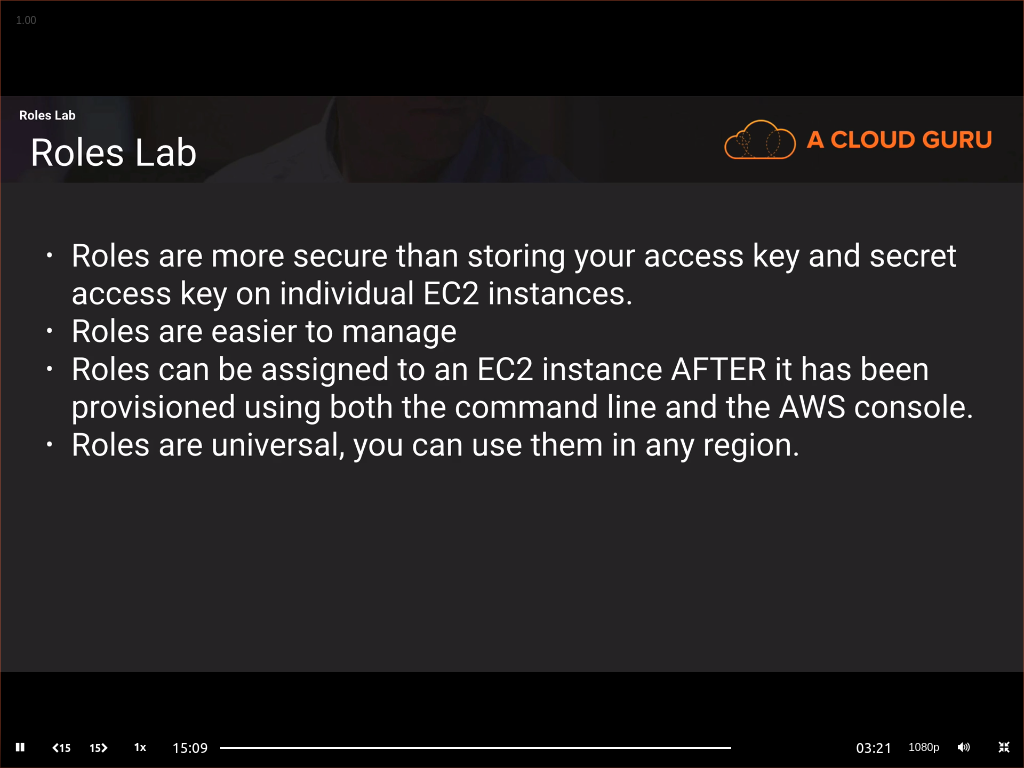 1.00
Roles Lab
Roles Lab
A CLOUD GURU
• Roles are more secure than storing your access key and secret
access key on individual EC2 instances.
• Roles are easier to manage
• Roles can be assigned to an EC2 instance AFTER it has been
provisioned using both the command line and the AWS console.
• Roles are universal, you can use them in any region.
15 15 1x 15:09 03:21 1080p